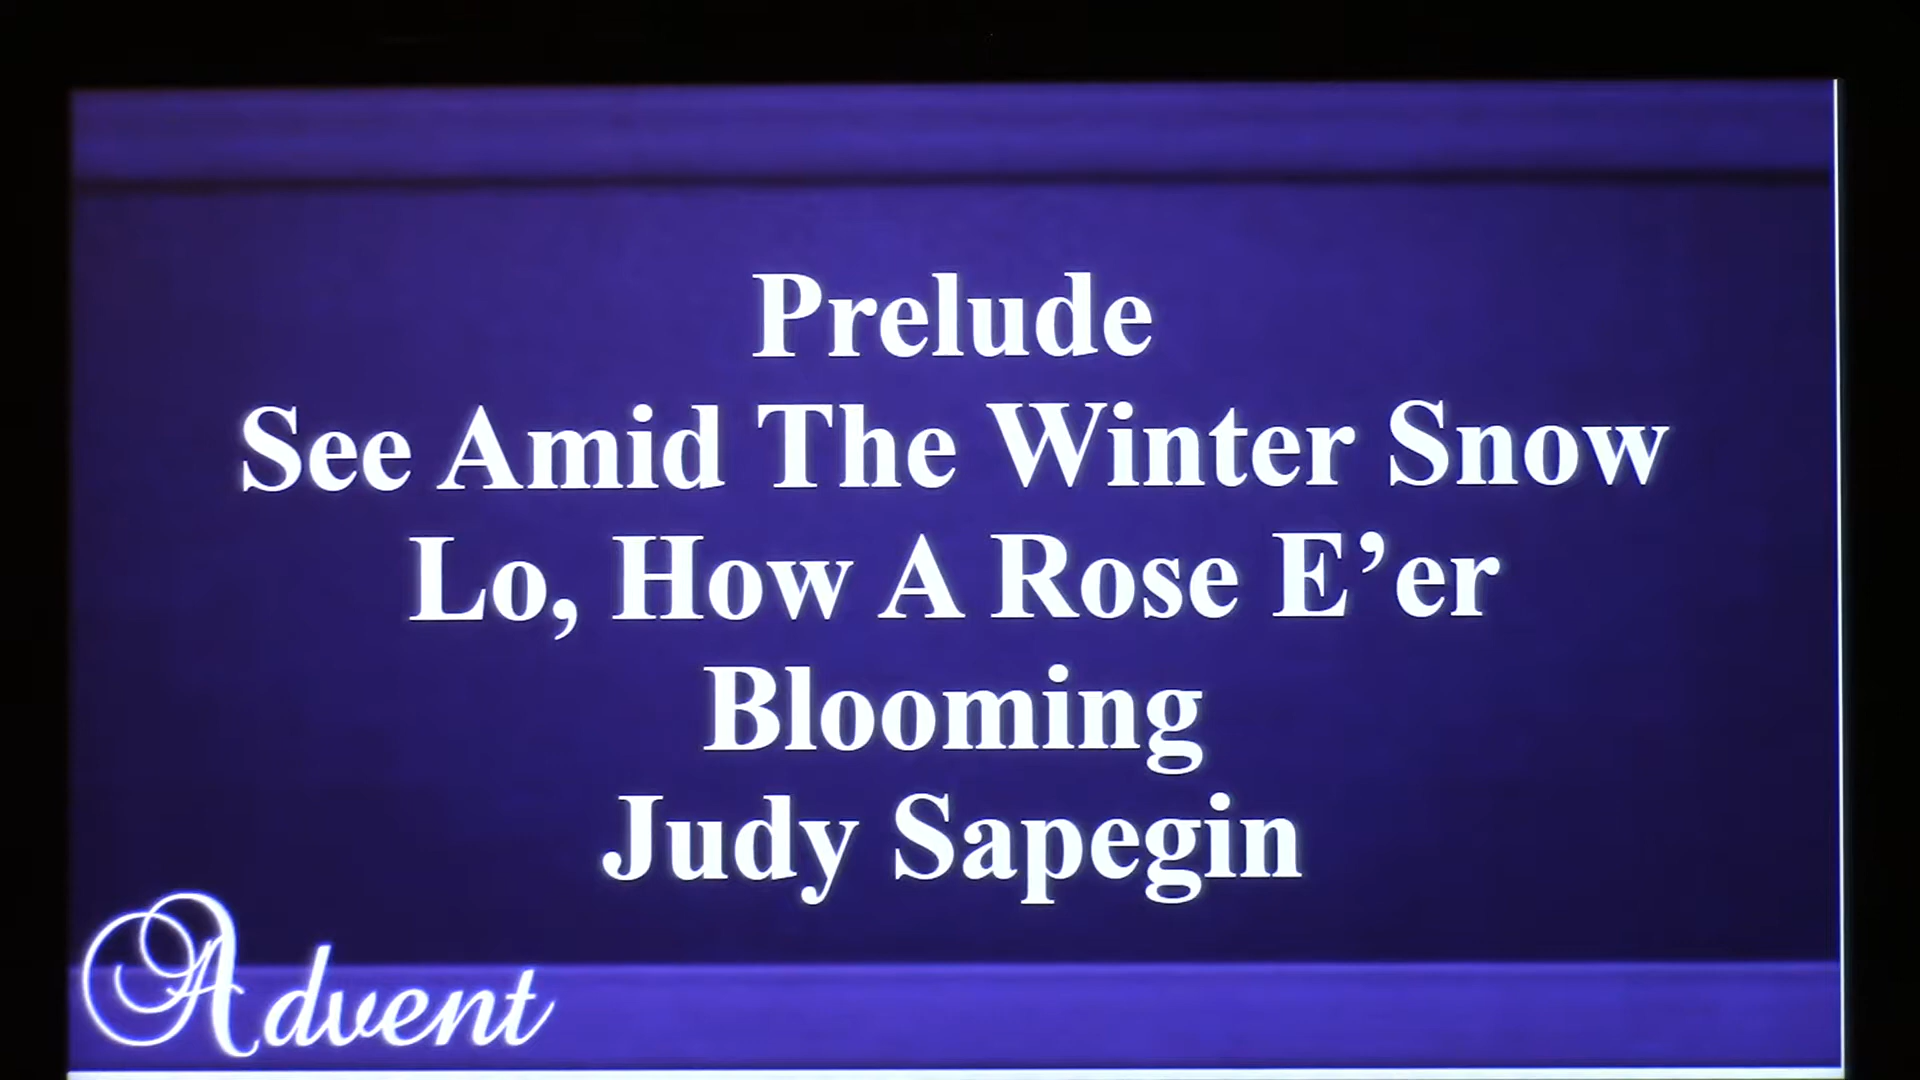 Prelude
See Amid The Winter Snow
Lo, How A Rose E’er
Blooming
Judy Sapegin
Advent